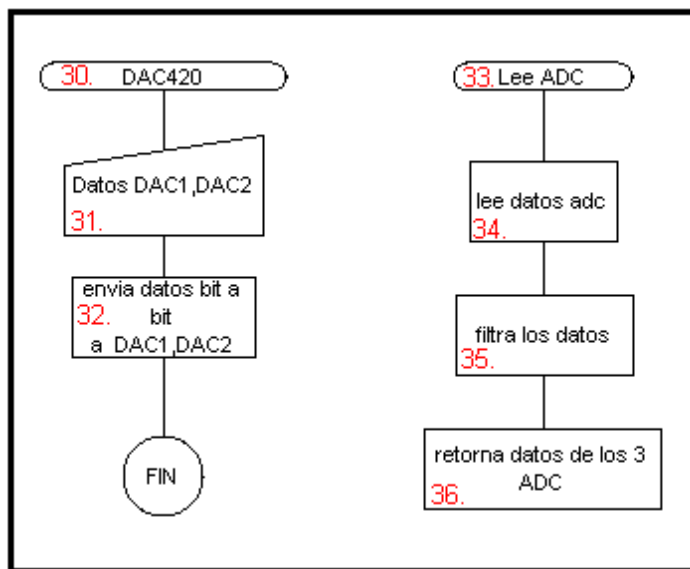 30. DAC420
Datos DAC1,DAC2
31.
envia datos bit a
32. bit
a DAC1,DAC2
FIN
33. Lee ADC
lee datos adc
34.
filtra los datos
35.
retorna datos de los 3
ADC
36.